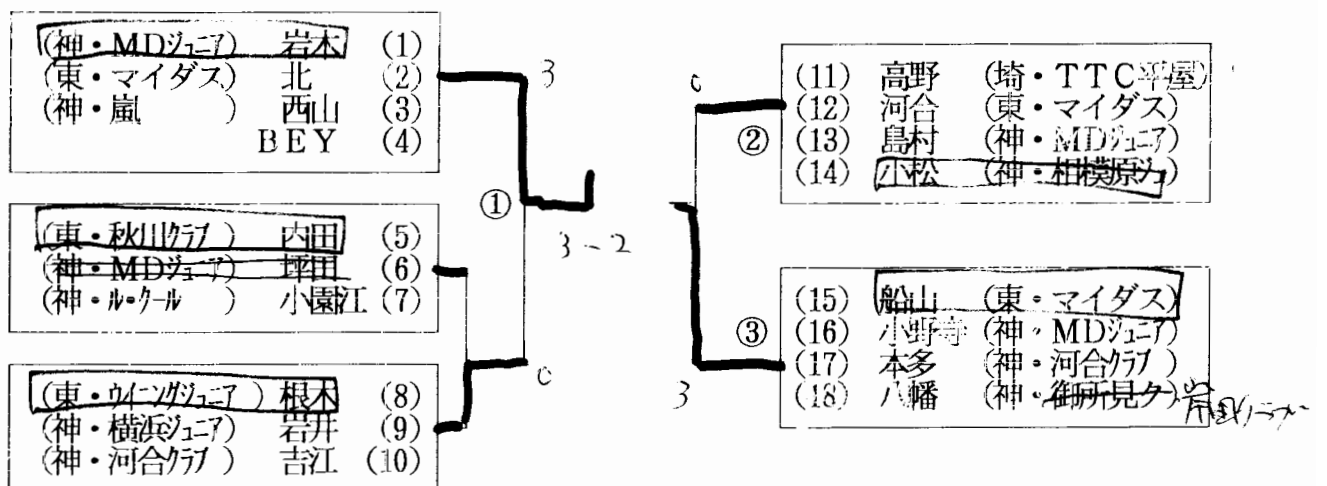 (神・MDジュニア) 岩木 (1)
(東・マイダス) 北 (2)
(神・嵐 ) 西山 (3)
BEY (4)
(東・秋川クラブ ) 内田 (5)
(神・MDジュニア) 坪田 (6)
(神・ル・クール ) 小園江 (7)
(東・ウイニングジュニア ) 根木 (8)
(神・横浜ジュニア) 岩井 (9)
(神・河合クラブ ) 吉江 (10)
3
①
3-2
0
0
②
③
3
(11) 高野 (埼・TTC平屋)
(12) 河合 (東・マイダス)
(13) 島村 (神・MDジュニア)
(14) 小松 (神・相模原ジュ)
(15) 船山 (東・マイダス)
(16) 小野寺 (神・MDジュニア)
(17) 本多 (神・河合クラブ )
(18) 八幡 (神・御所見タ)